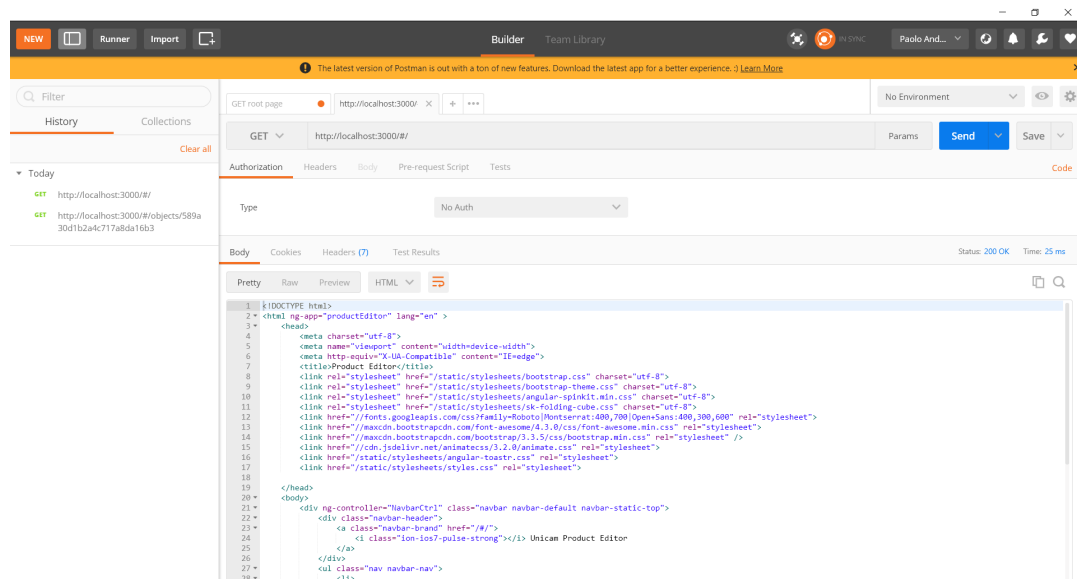 NEW Runner Import Builder Team Library IN SYNC Paolo And...
The latest version of Postman is out with a ton of new features. Download the latest app for a better experience. :) Learn More
Filter
History Collections
Clear all
Today
GET http://localhost:3000/#/
GET http://localhost:3000/#/objects/589a
30d1b2a4c717a8da16b3
GET root page http://localhost:3000/ No Environment
GET http://localhost:3000/#/ Params Send Save
Authorization Headers Body Pre-request Script Tests Code
Type No Auth
Body Cookies Headers (7) Test Results Status: 200 OK Time: 25 ms
Pretty Raw Preview HTML
1 <!DOCTYPE html>
2 <html ng-app="productEditor" lang="en" >
3 <head>
4 <meta charset="utf-8">
5 <meta name="viewport" content="width=device-width">
6 <meta http-equiv="X-UA-Compatible" content="IE=edge">
7 <title>Product Editor</title>
8 <link rel="stylesheet" href="/static/stylesheets/bootstrap.css" charset="utf-8">
9 <link rel="stylesheet" href="/static/stylesheets/bootstrap-theme.css" charset="utf-8">
10 <link rel="stylesheet" href="/static/stylesheets/angular-spinkit.min.css" charset="utf-8">
11 <link rel="stylesheet" href="/static/stylesheets/sk-folding-cube.css" charset="utf-8">
12 <link href="//fonts.googleapis.com/css?family=Roboto|Montserrat:400,700|Open+Sans:400,300,600" rel="stylesheet">
13 <link href="//maxcdn.bootstrapcdn.com/font-awesome/4.3.0/css/font-awesome.min.css" rel="stylesheet">
14 <link href="//maxcdn.bootstrapcdn.com/bootstrap/3.3.5/css/bootstrap.min.css" rel="stylesheet" />
15 <link href="//cdn.jsdelivr.net/animatecss/3.2.0/animate.css" rel="stylesheet">
16 <link href="/static/stylesheets/angular-toastr.css" rel="stylesheet">
17 <link href="/static/stylesheets/styles.css" rel="stylesheet">
18
19 </head>
20 <body>
21 <div ng-controller="NavbarCtrl" class="navbar navbar-default navbar-static-top">
22 <div class="navbar-header">
23 <a class="navbar-brand" href="/#/">
24 <i class="ion-ios7-pulse-strong"></i> Unicam Product Editor
25 </a>
26 </div>
27 <ul class="nav navbar-nav">
28 <li>